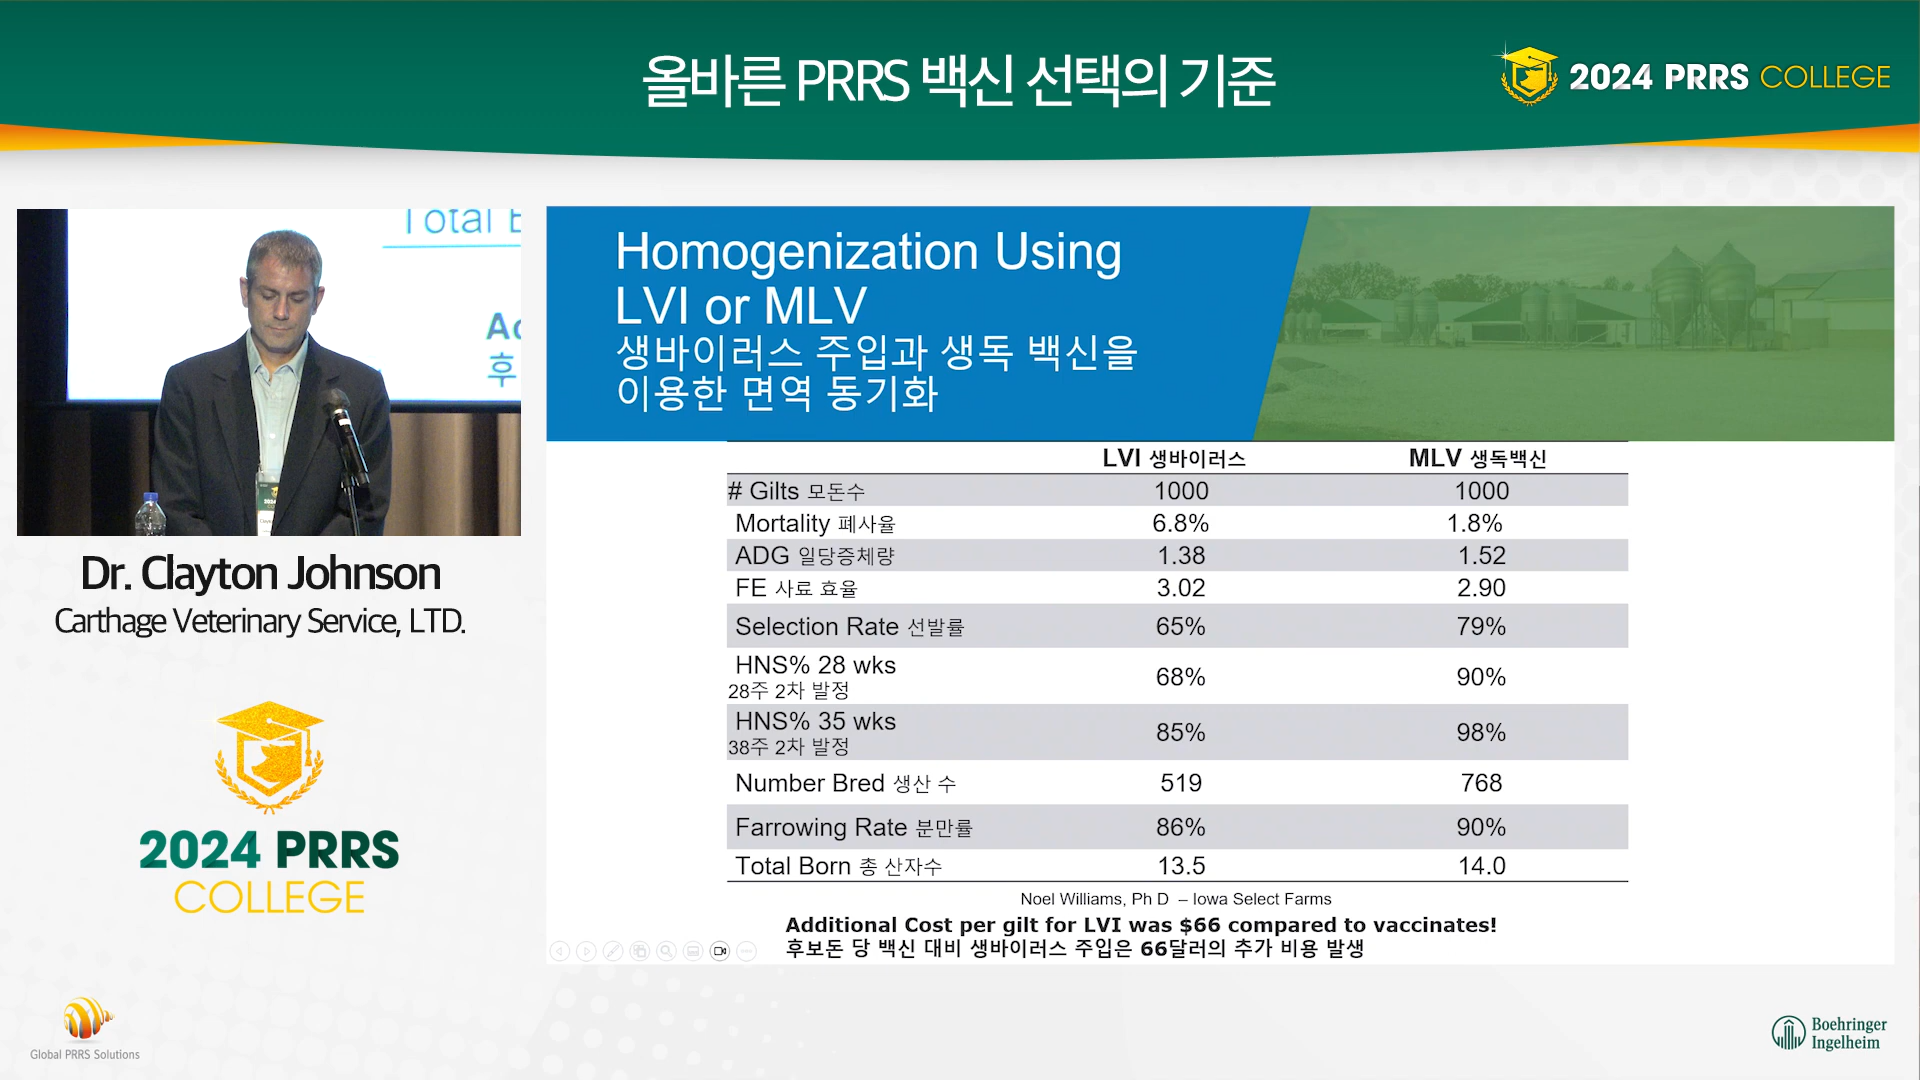 올바른 PRRS 백신 선택의 기준
2024 PRRS COLLEGE
Total B
Ac
후
Dr. Clayton Johnson
Carthage Veterinary Service, LTD.
2024 PRRS
COLLEGE
Homogenization Using
LVI or MLV
생바이러스 주입과 생독 백신을
이용한 면역 동기화
LVI 생바이러스 MLV 생독백신
# Gilts 모돈수 1000 1000
Mortality 폐사율 6.8% 1.8%
ADG 일당증체량 1.38 1.52
FE 사료 효율 3.02 2.90
Selection Rate 선발률 65% 79%
HNS% 28 wks
28주 2차 발정 68% 90%
HNS% 35 wks
38주 2차 발정 85% 98%
Number Bred 생산 수 519 768
Farrowing Rate 분만률 86% 90%
Total Born 총 산자수 13.5 14.0
Noel Williams, Ph D – Iowa Select Farms
Additional Cost per gilt for LVI was $66 compared to vaccinates!
후보돈 당 백신 대비 생바이러스 주입은 66달러의 추가 비용 발생
Global PRRS Solutions
Boehringer
Ingelheim